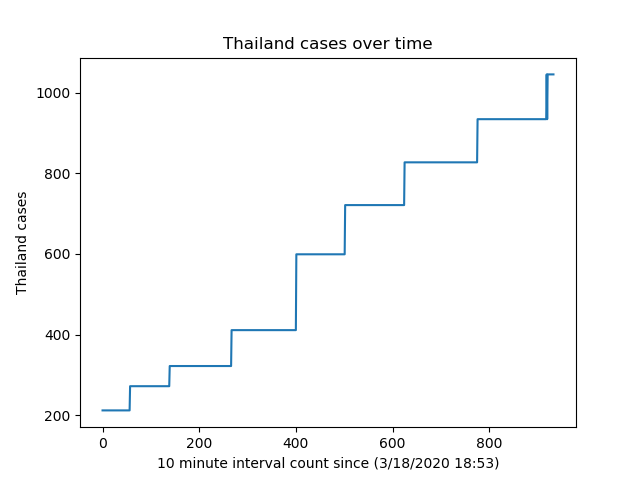 Thailand cases over time
1000
800
600
400
200
Thailand cases
0 200 400 600 800
10 minute interval count since (3/18/2020 18:53)